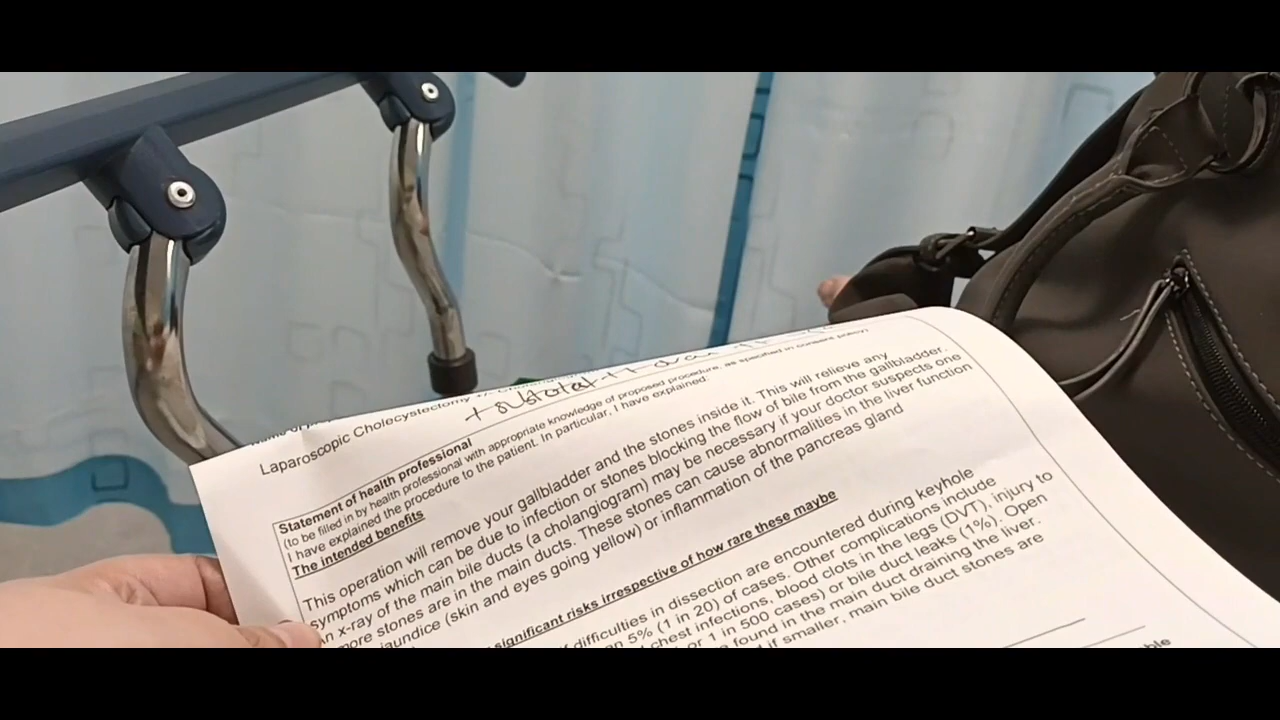 Laparoscopic Cholecystectomy
+ subtotal
Statement of health professional
(to be filled in by health professional with appropriate knowledge of proposed procedure, as specified in consent policy)
I have explained the procedure to the patient. In particular, I have explained:
The intended benefits
This operation will remove your gallbladder and the stones inside it. This will relieve any
symptoms which can be due to infection or stones blocking the flow of bile from the gallbladder.
An x-ray of the main bile ducts (a cholangiogram) may be necessary if your doctor suspects one
more stones are in the main ducts. These stones can cause abnormalities in the liver function
jaundice (skin and eyes going yellow) or inflammation of the pancreas gland
significant risks irrespective of how rare these maybe
difficulties in dissection are encountered during keyhole
5% (1 in 20) of cases. Other complications include
chest infections, blood clots in the legs (DVT), injury to
or 1 in 500 cases) or bile duct leaks (1%). Open
found in the main duct draining the liver.
if smaller, main bile duct stones are